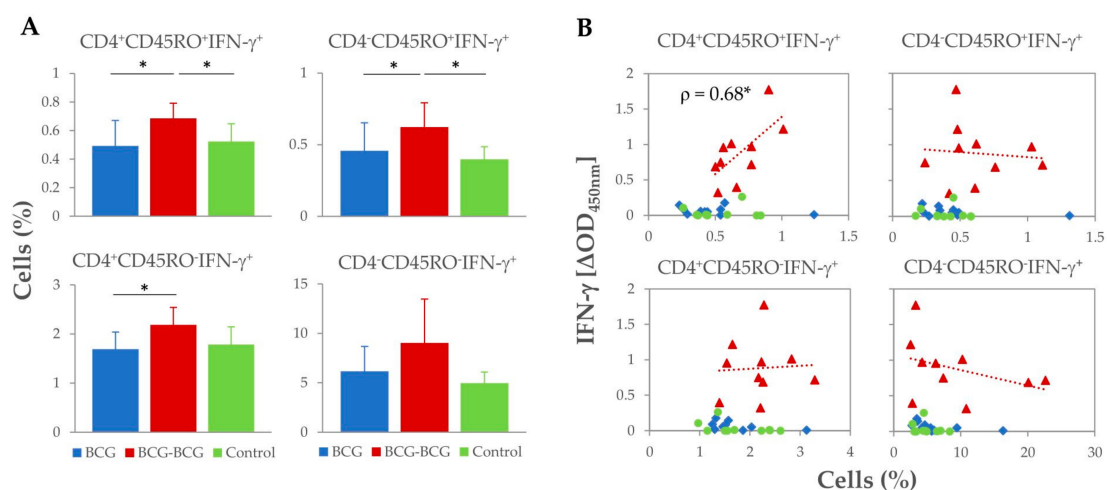 A
CD4⁺CD45RO⁺IFN-γ⁺
CD4⁻CD45RO⁺IFN-γ⁺
* *
* *
1
0.8
0.6
0.4
0.2
0
1
0.5
0
CD4⁺CD45RO⁻IFN-γ⁺
CD4⁻CD45RO⁻IFN-γ⁺
*
3
2
1
0
15
10
5
0
Cells (%)
BCG BCG-BCG Control
BCG BCG-BCG Control
B
CD4⁺CD45RO⁺IFN-γ⁺
CD4⁻CD45RO⁺IFN-γ⁺
ρ = 0.68*
2
1.5
1
0.5
0
0 0.5 1 1.5
0 0.5 1 1.5
CD4⁺CD45RO⁻IFN-γ⁺
CD4⁻CD45RO⁻IFN-γ⁺
2
1.5
1
0.5
0
0 1 2 3 4
0 10 20 30
IFN-γ [ΔOD450nm]
Cells (%)